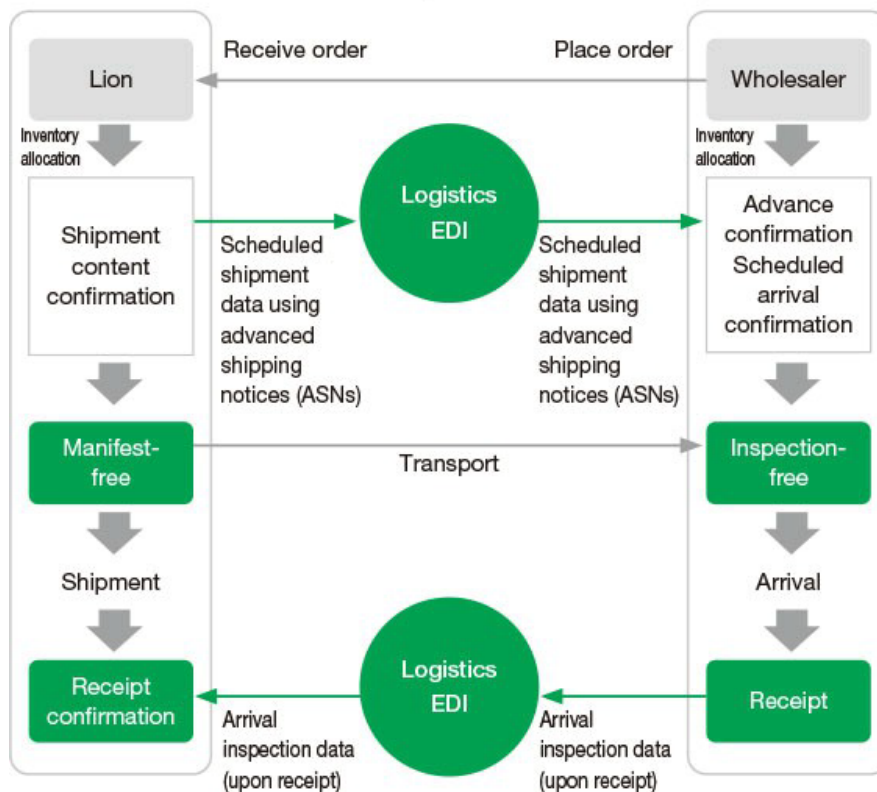 Receive order
Place order
Lion
Wholesaler
Inventory
allocation
Inventory
allocation
Logistics
EDI
Shipment
content
confirmation
Advance
confirmation
Scheduled
arrival
confirmation
Scheduled
shipment
data using
advanced
shipping
notices (ASNs)
Scheduled
shipment
data using
advanced
shipping
notices (ASNs)
Manifest-
free
Transport
Inspection-
free
Shipment
Arrival
Logistics
EDI
Receipt
confirmation
Receipt
Arrival
inspection data
(upon receipt)
Arrival
inspection data
(upon receipt)